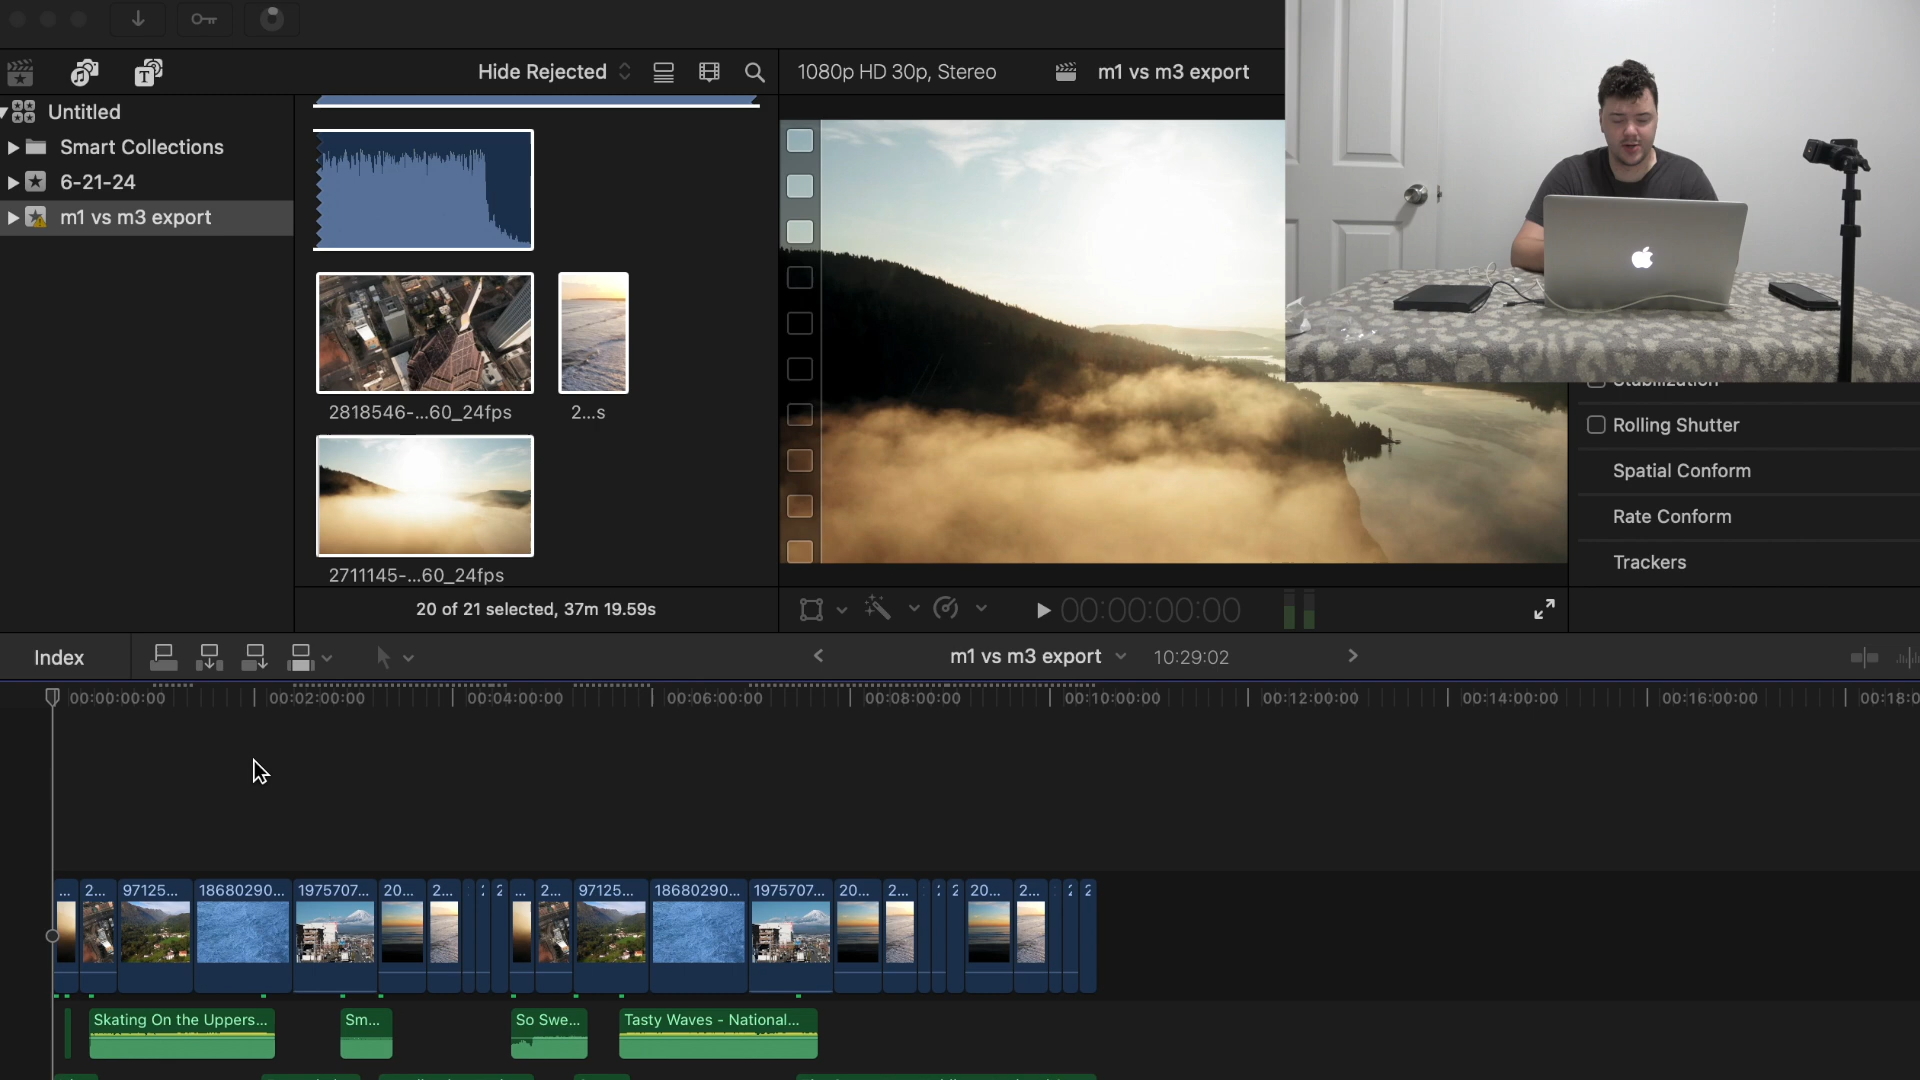 Hide Rejected
1080p HD 30p, Stereo
m1 vs m3 export
Untitled
Smart Collections
6-21-24
m1 vs m3 export
2818546-...60_24fps
2...s
2711145-...60_24fps
20 of 21 selected, 37m 19.59s
Stabilization
Rolling Shutter
Spatial Conform
Rate Conform
Trackers
00:00:00:00
Index
m1 vs m3 export
10:29:02
00:00:00:00 00:02:00:00 00:04:00:00 00:06:00:00 00:08:00:00 00:10:00:00 00:12:00:00 00:14:00:00 00:16:00:00 00:18:0
... 2... 97125... 18680290... 1975707... 20... 2... 2 ... 2... 97125... 18680290... 1975707... 20... 2... 2 20... 2... 2 2
Skating On the Uppers... Sm... So Swe... Tasty Waves - National...